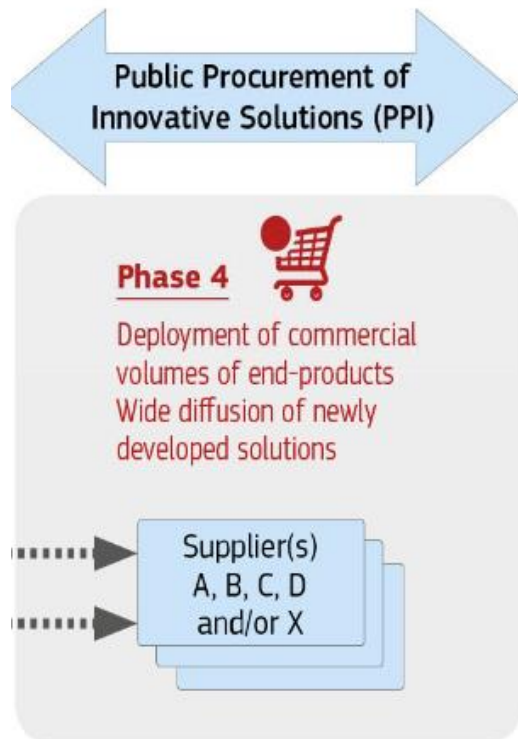 Public Procurement of
Innovative Solutions (PPI)
Phase 4
Deployment of commercial
volumes of end-products
Wide diffusion of newly
developed solutions
Supplier(s)
A, B, C, D
and/or X